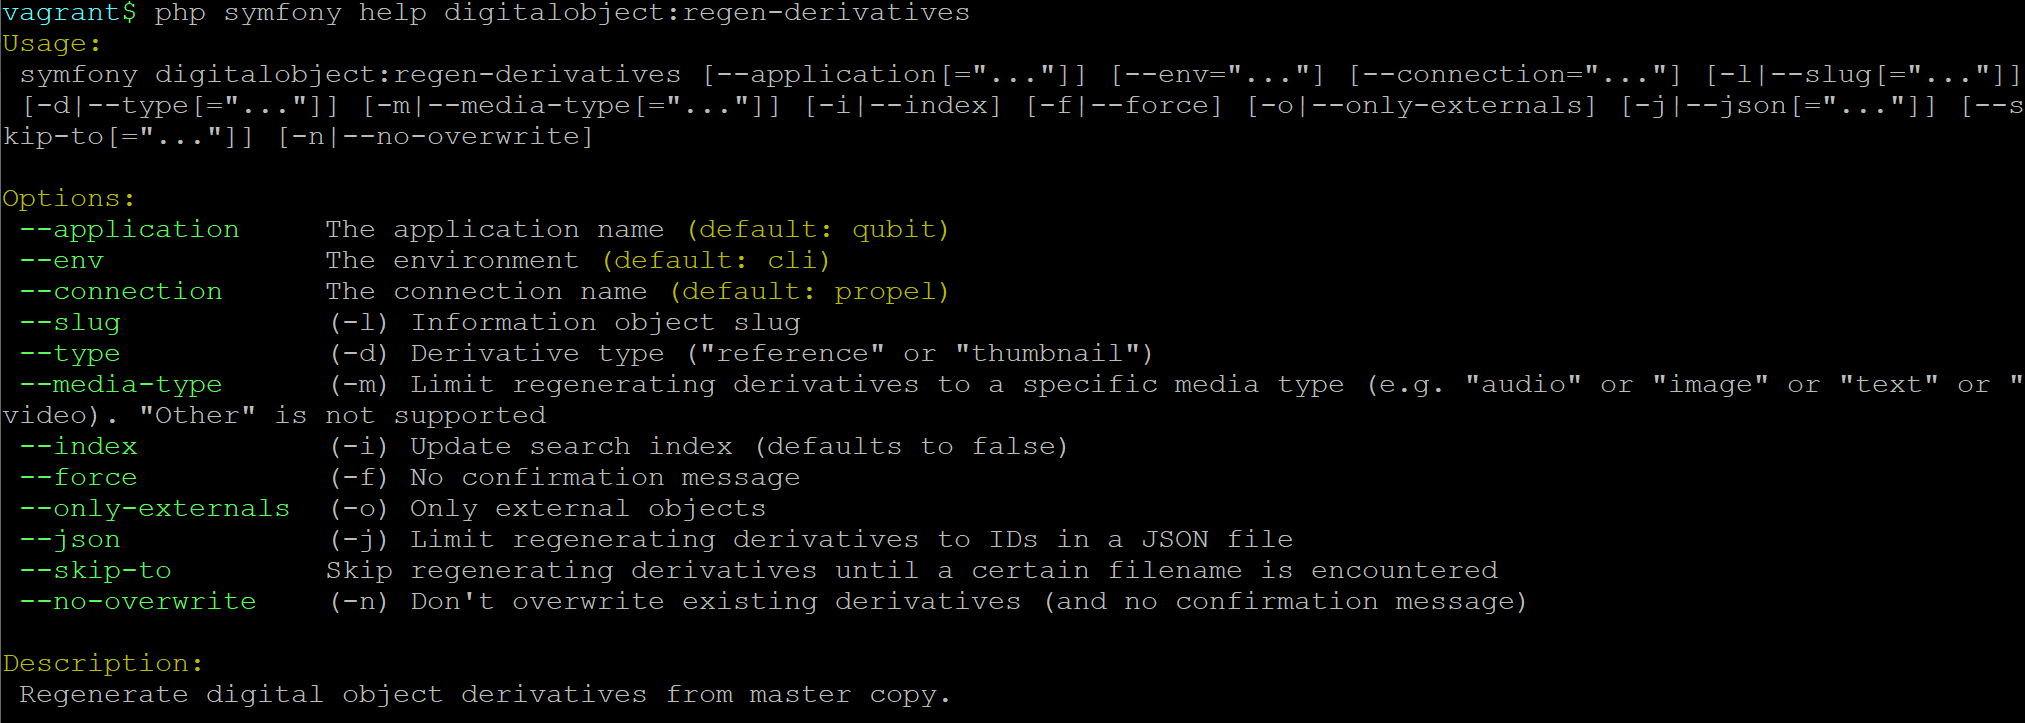 vagrant$ php symfony help digitalobject:regen-derivatives
Usage:
 symfony digitalobject:regen-derivatives [--application[="..."]] [--env="..."] [--connection="..."] [-l|--slug[="..."]]
 [-d|--type[="..."]] [-m|--media-type[="..."]] [-i|--index] [-f|--force] [-o|--only-externals] [-j|--json[="..."]] [--s
kip-to[="..."]] [-n|--no-overwrite]

Options:
 --application     The application name (default: qubit)
 --env             The environment (default: cli)
 --connection      The connection name (default: propel)
 --slug            (-l) Information object slug
 --type            (-d) Derivative type ("reference" or "thumbnail")
 --media-type      (-m) Limit regenerating derivatives to a specific media type (e.g. "audio" or "image" or "text" or "
video). "Other" is not supported
 --index           (-i) Update search index (defaults to false)
 --force           (-f) No confirmation message
 --only-externals  (-o) Only external objects
 --json            (-j) Limit regenerating derivatives to IDs in a JSON file
 --skip-to         Skip regenerating derivatives until a certain filename is encountered
 --no-overwrite    (-n) Don't overwrite existing derivatives (and no confirmation message)

Description:
 Regenerate digital object derivatives from master copy.